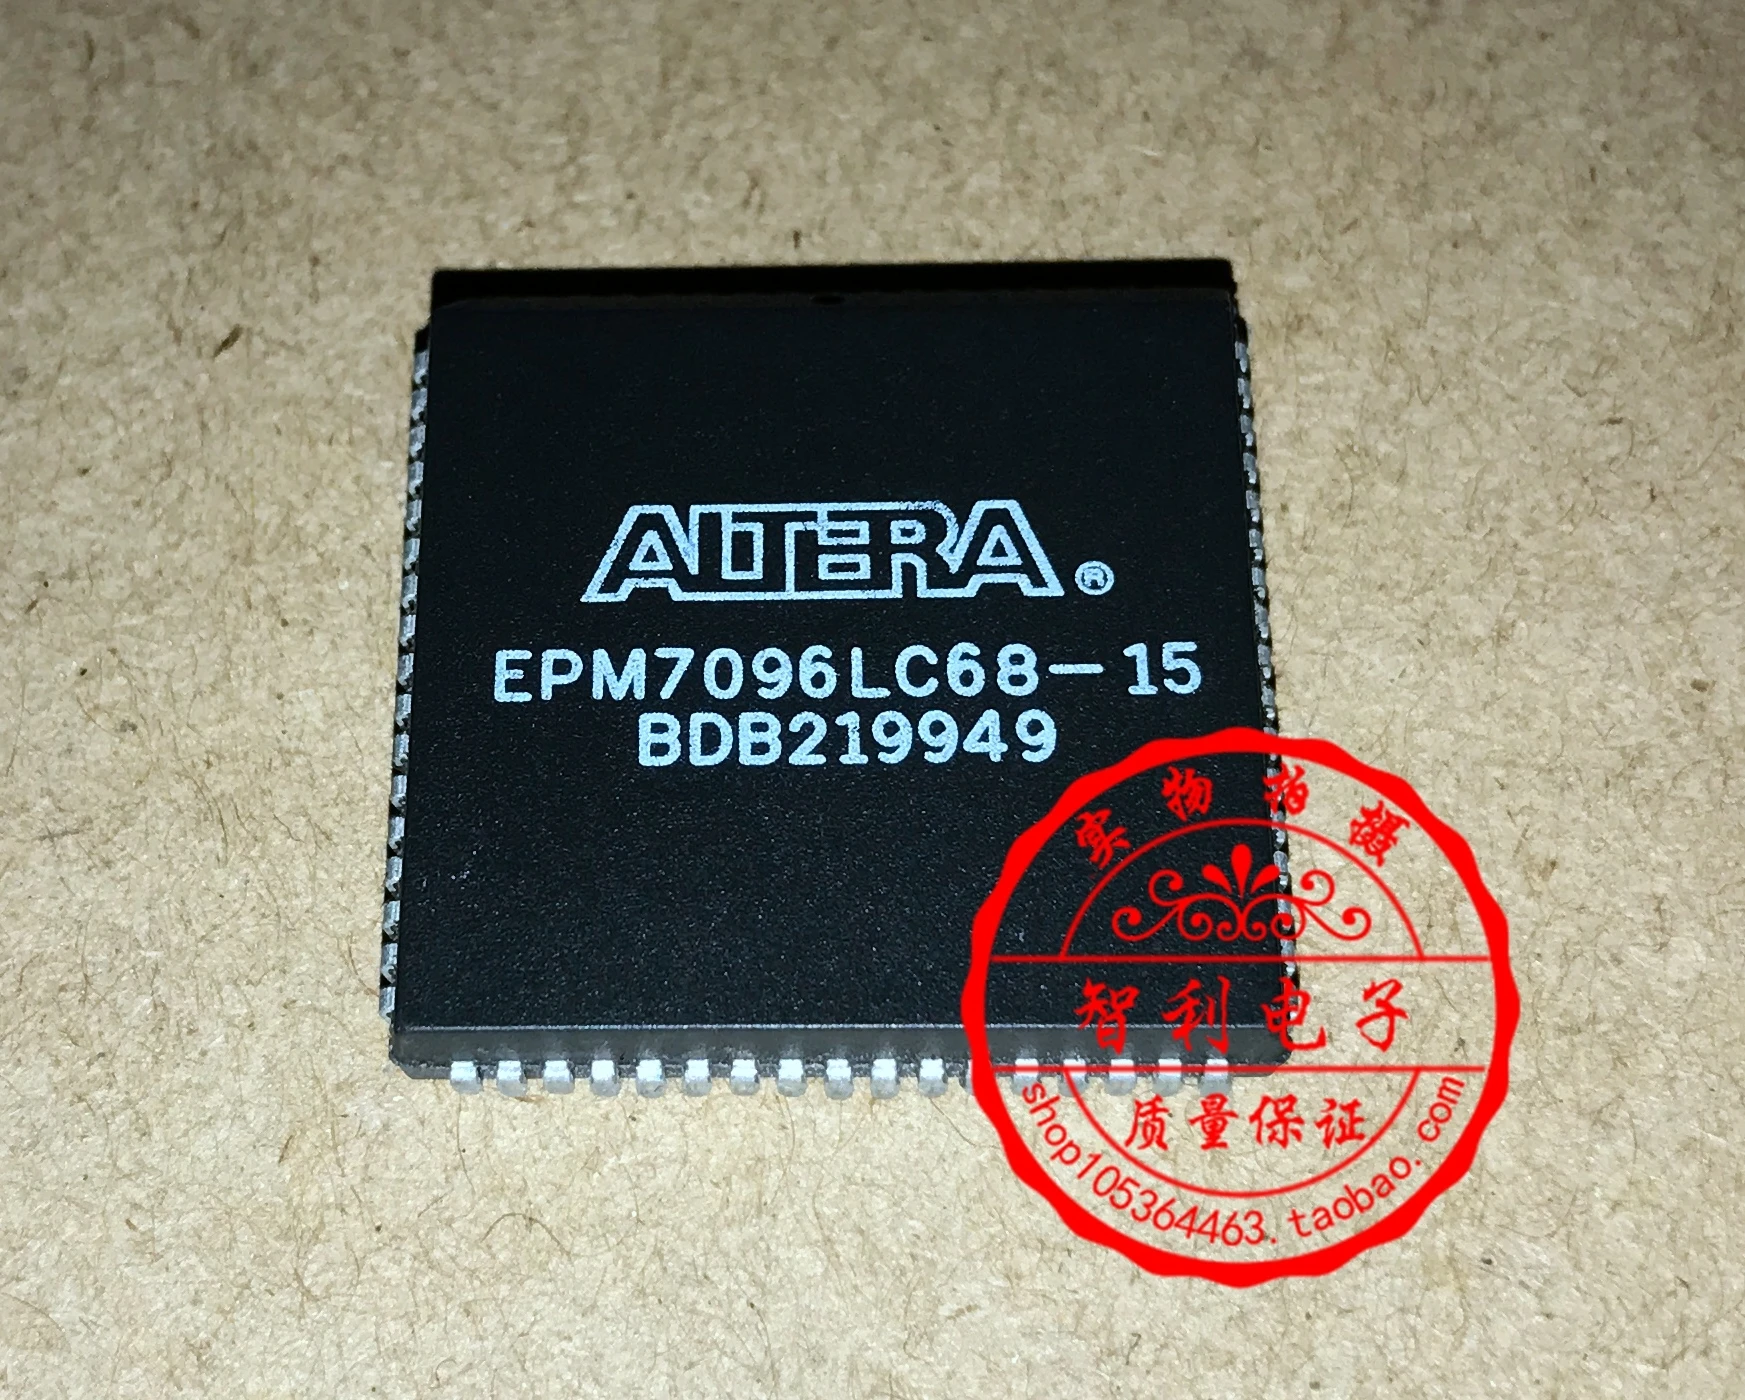 ALTERA®
EPM7096LC68-15
BDB219949
实物拍摄
智利电子
质量保证
shop105364463.taobao.com